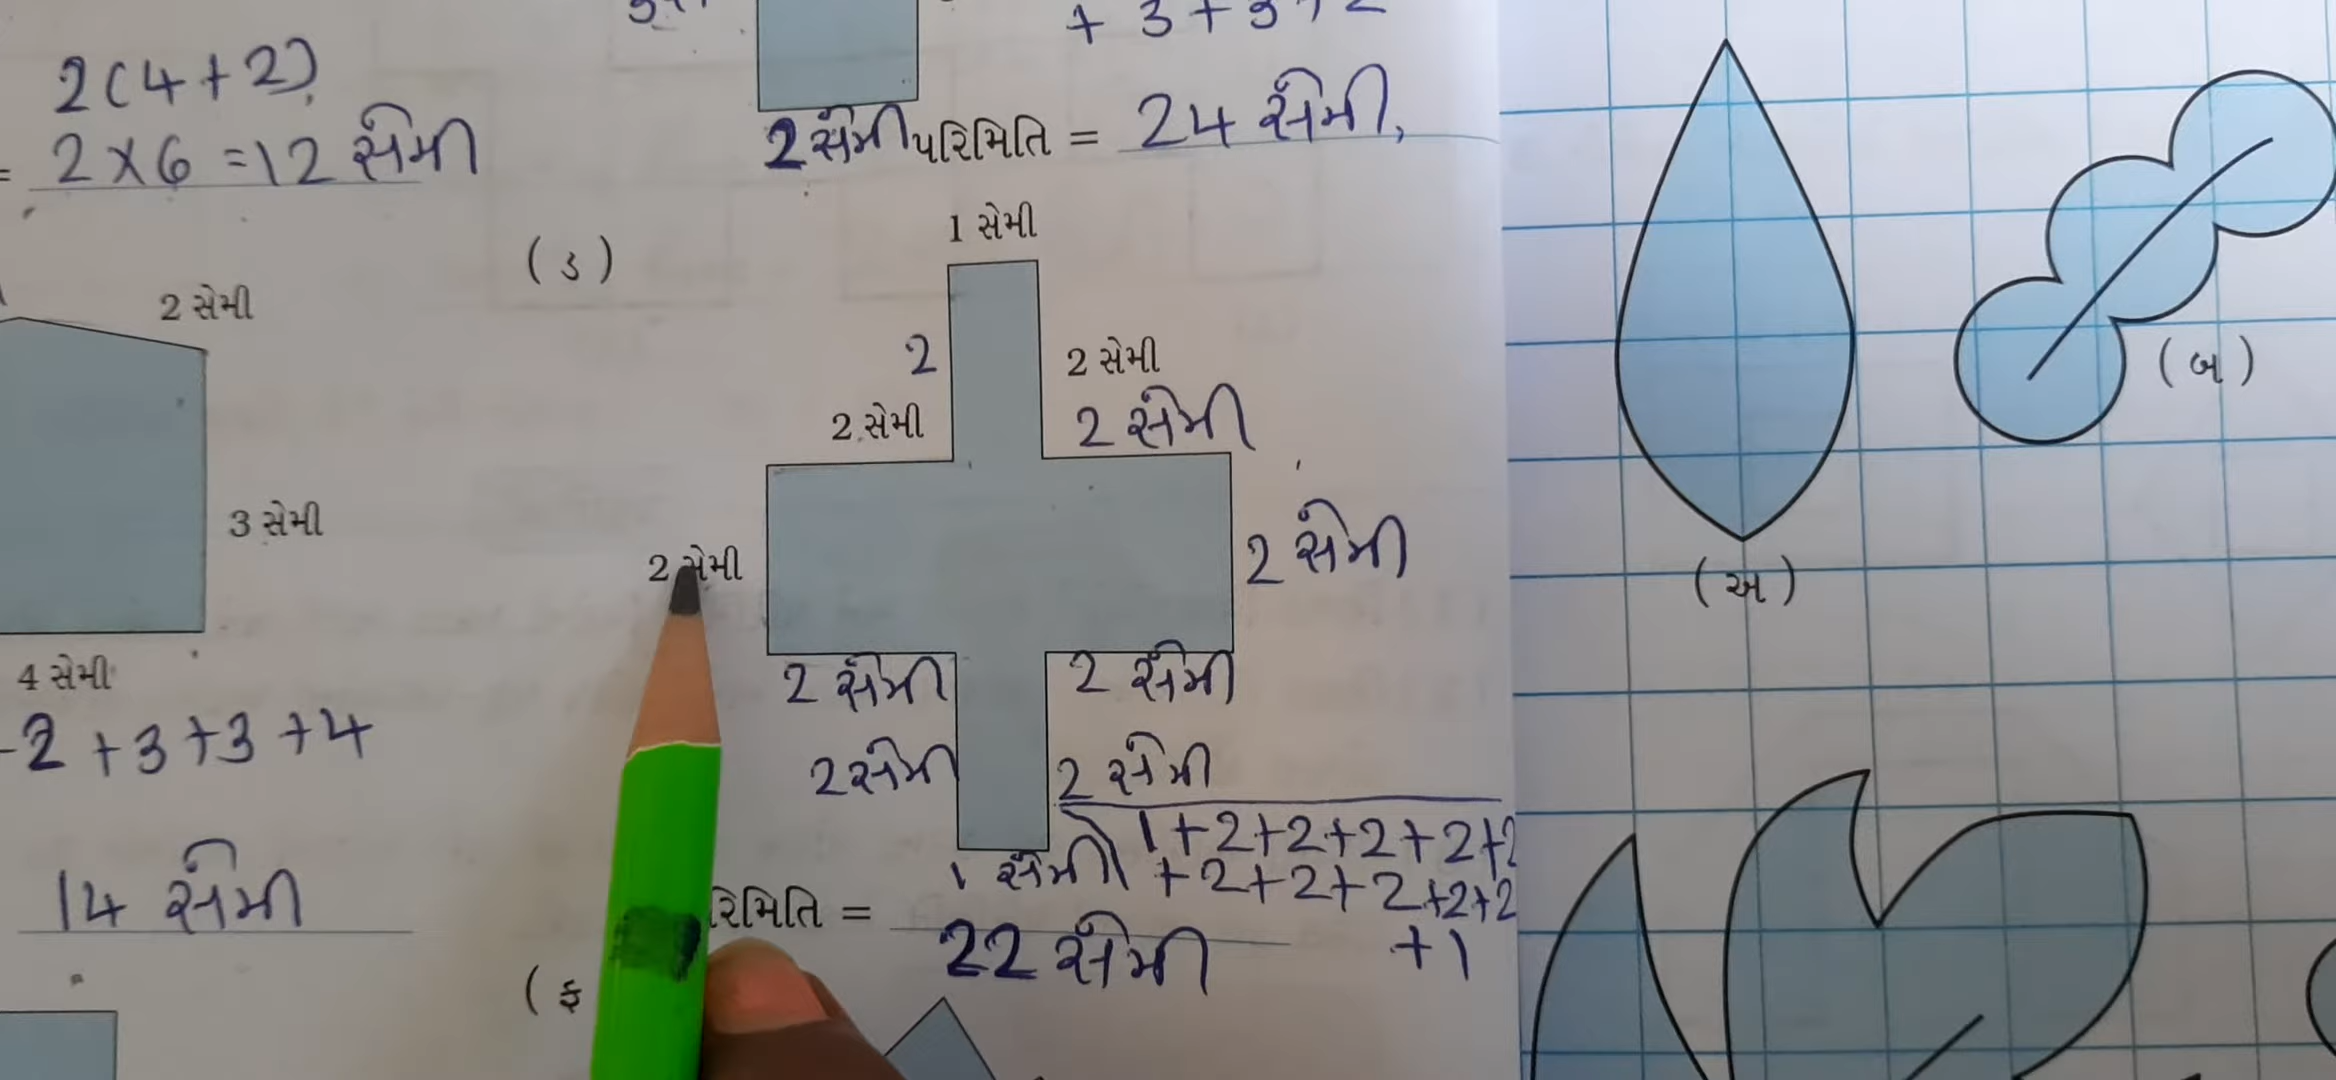 + 3 + 3 + 2
2(4+2)
= 2×6 =12 સેમી
2 સેમી પરિમિતિ = 24 સેમી,
1 સેમી
(ડ)
2 સેમી
2
2 સેમી
2 સેમી
2 સેમી
3 સેમી
2 સેમી
2 સેમી
4 સેમી
2 સેમી
2 સેમી
2 + 3 + 3 + 4
2 સેમી
2 સેમી
1+2+2+2+2+2
1 સેમી
+2+2+2+2+2
+1
14 સેમી
રિમિતિ =
22 સેમી
(ફ
(અ)
(બ)